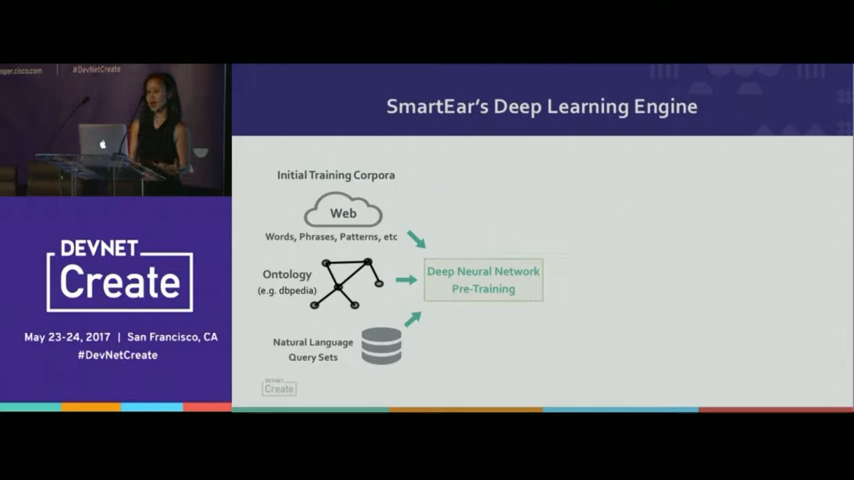 oper.cisco.com
#DevNetCreate
DEVNET
Create
May 23-24, 2017 | San Francisco, CA
#DevNetCreate
SmartEar's Deep Learning Engine
Initial Training Corpora
Web
Words, Phrases, Patterns, etc
Ontology
(e.g. dbpedia)
Deep Neural Network
Pre-Training
Natural Language
Query Sets
DEVNET
Create